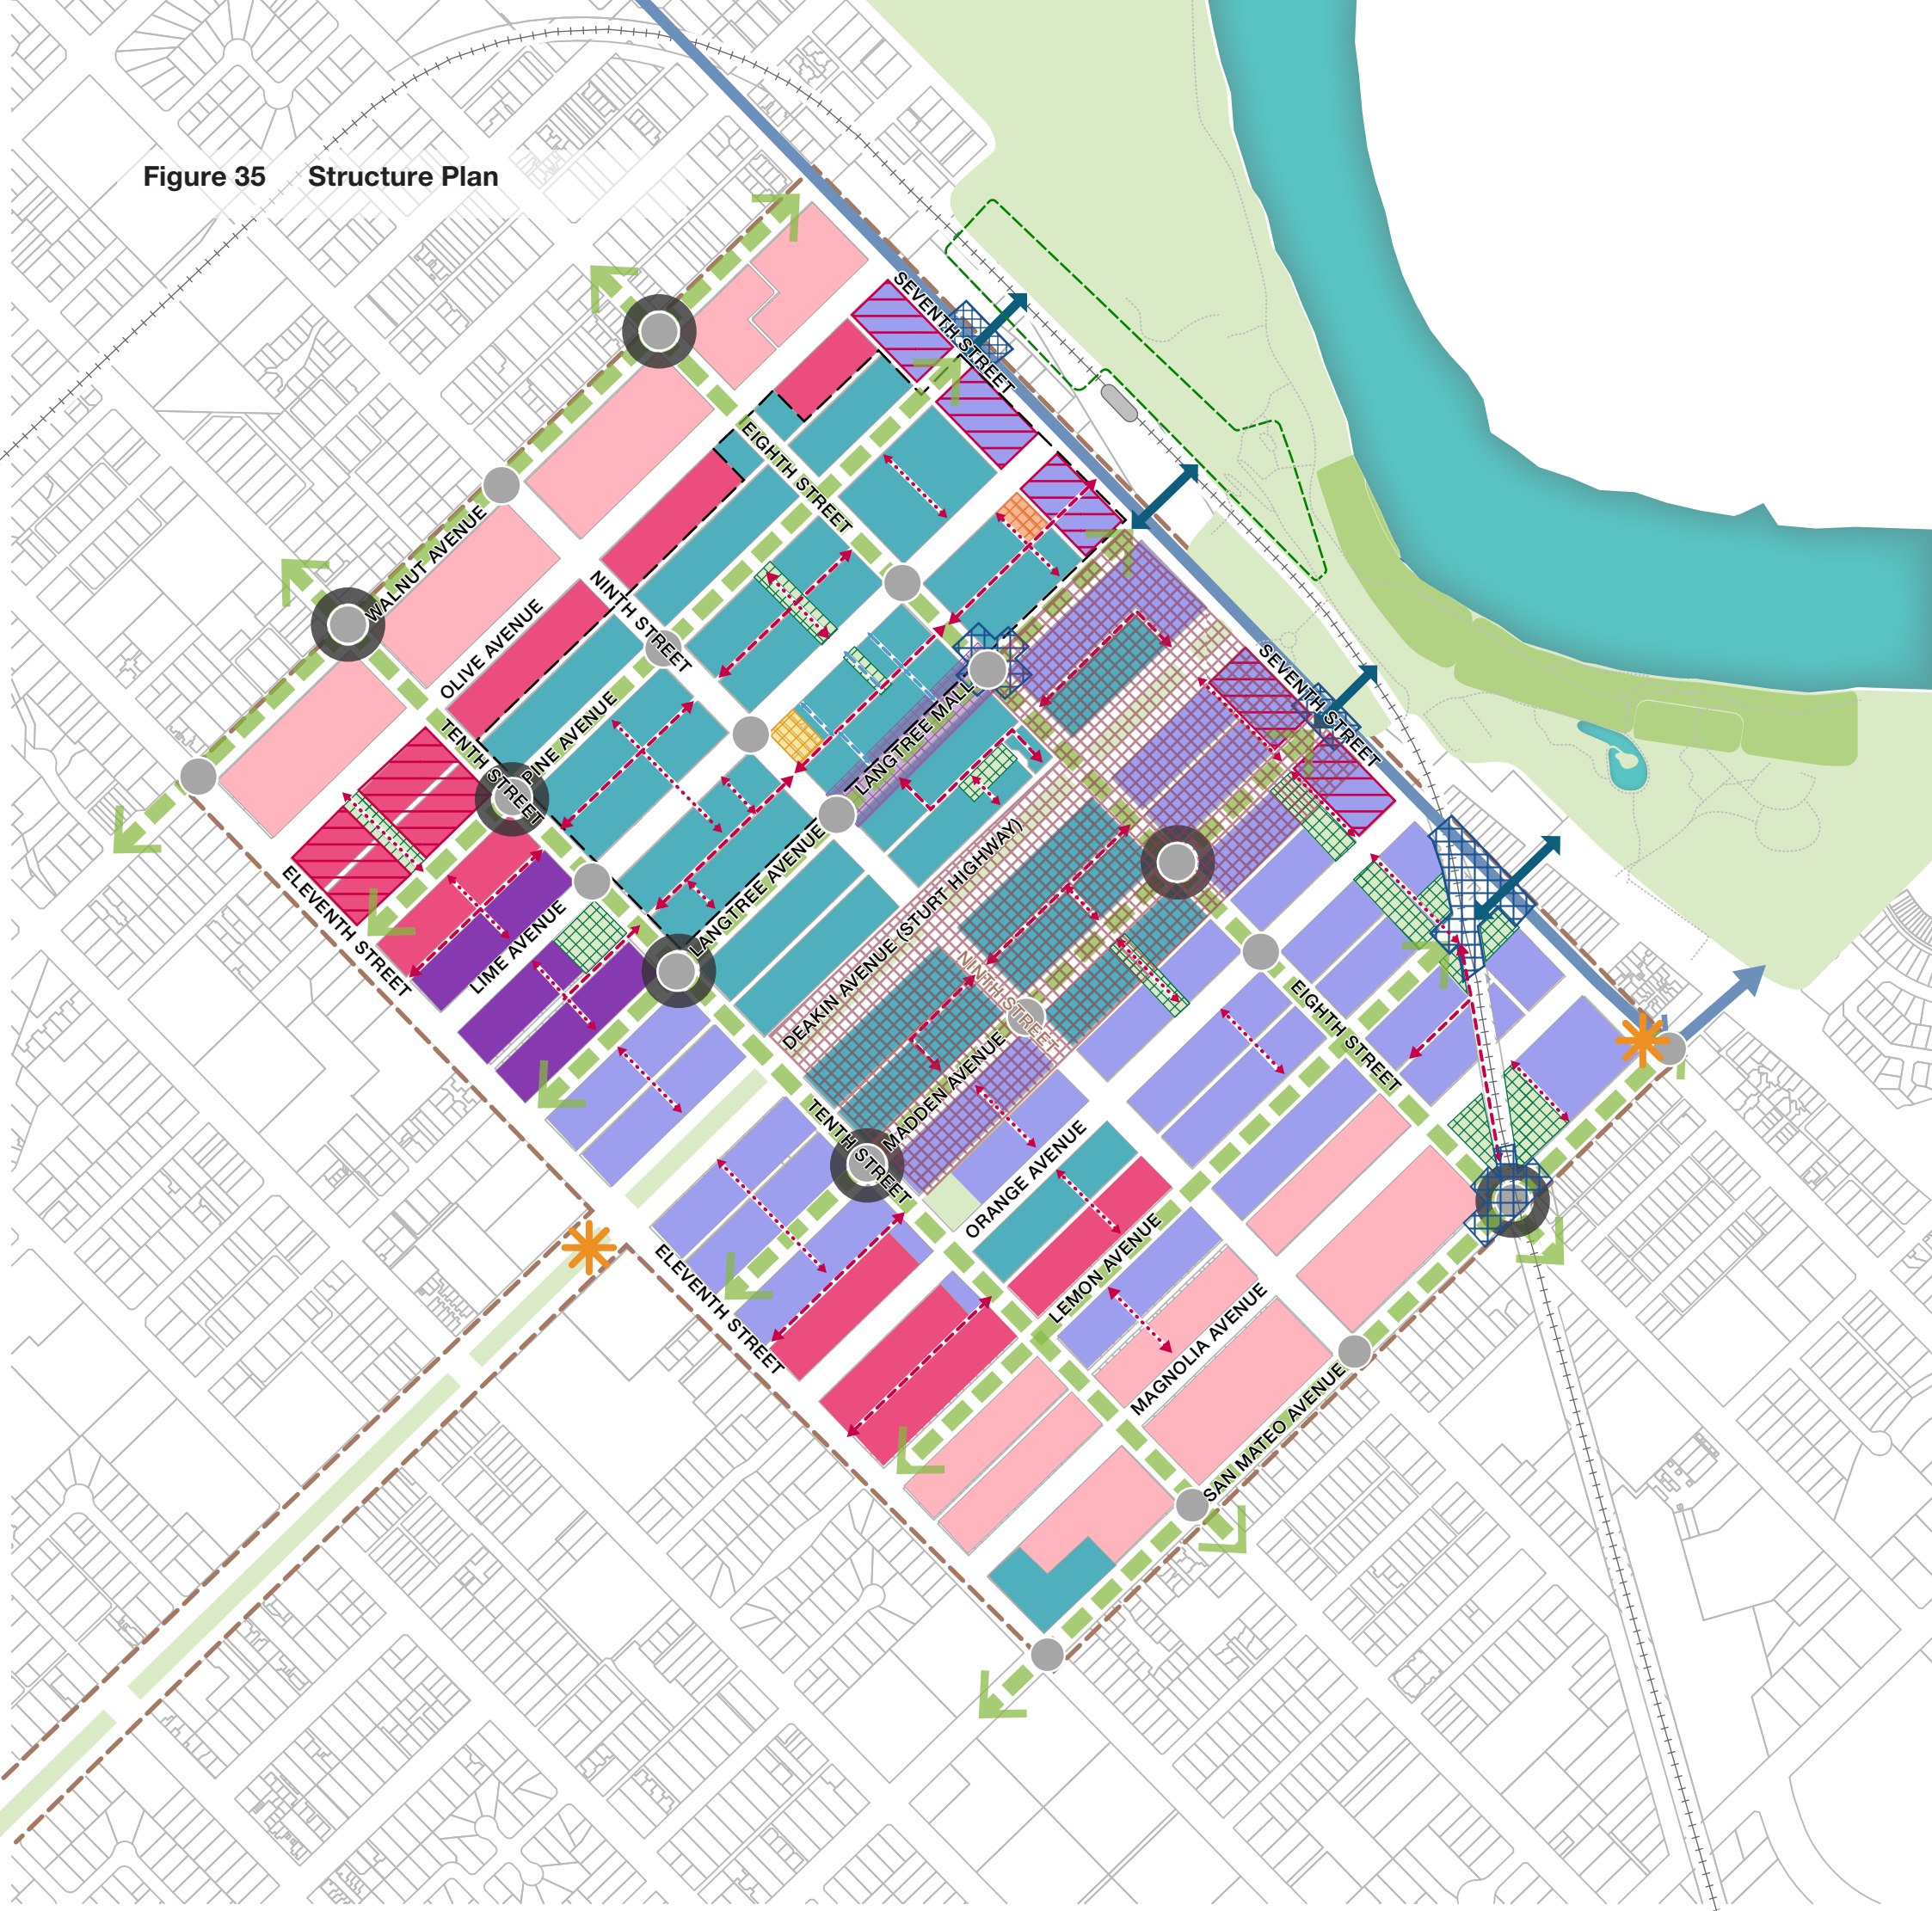 Figure 35 Structure Plan
SEVENTH STREET
EIGHTH STREET
WALNUT AVENUE
OLIVE AVENUE
NINTH STREET
PINE AVENUE
TENTH STREET
LANGTREE MALL
SEVENTH STREET
LANGTREE AVENUE
LIME AVENUE
ELEVENTH STREET
DEAKIN AVENUE (STURT HIGHWAY)
NINTH STREET
MADDEN AVENUE
EIGHTH STREET
TENTH STREET
ORANGE AVENUE
LEMON AVENUE
ELEVENTH STREET
MAGNOLIA AVENUE
SAN MATEO AVENUE